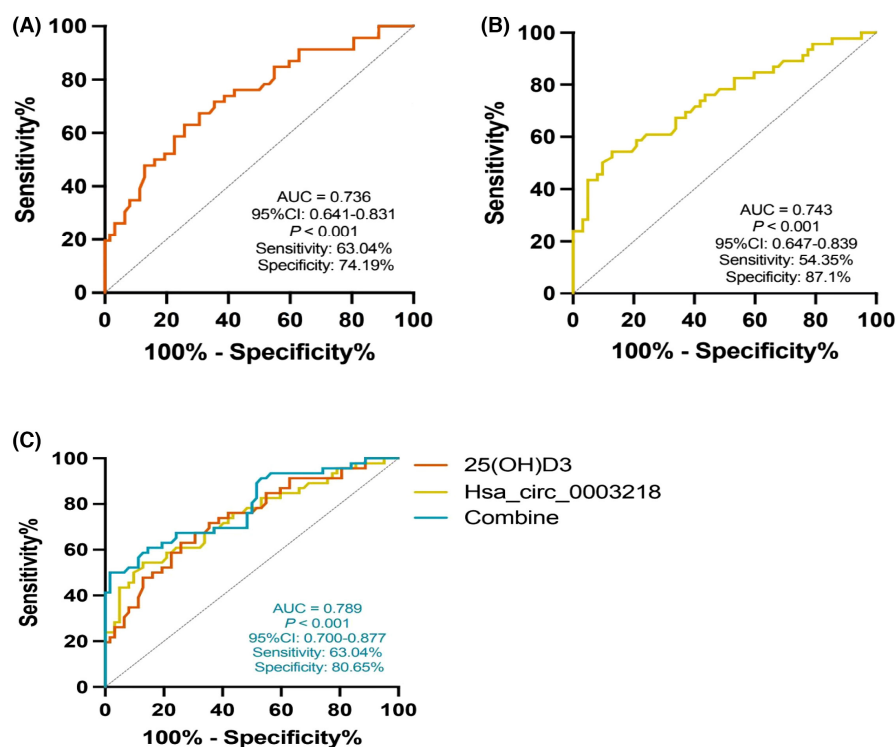 (A)
100
80
60
40
20
0
Sensitivity%
AUC = 0.736
95%CI: 0.641-0.831
P < 0.001
Sensitivity: 63.04%
Specificity: 74.19%
0 20 40 60 80 100
100% - Specificity%
(B)
100
80
60
40
20
0
Sensitivity%
AUC = 0.743
P < 0.001
95%CI: 0.647-0.839
Sensitivity: 54.35%
Specificity: 87.1%
0 20 40 60 80 100
100% - Specificity%
(C)
100
80
60
40
20
0
Sensitivity%
AUC = 0.789
P < 0.001
95%CI: 0.700-0.877
Sensitivity: 63.04%
Specificity: 80.65%
0 20 40 60 80 100
100% - Specificity%
25(OH)D3
Hsa_circ_0003218
Combine